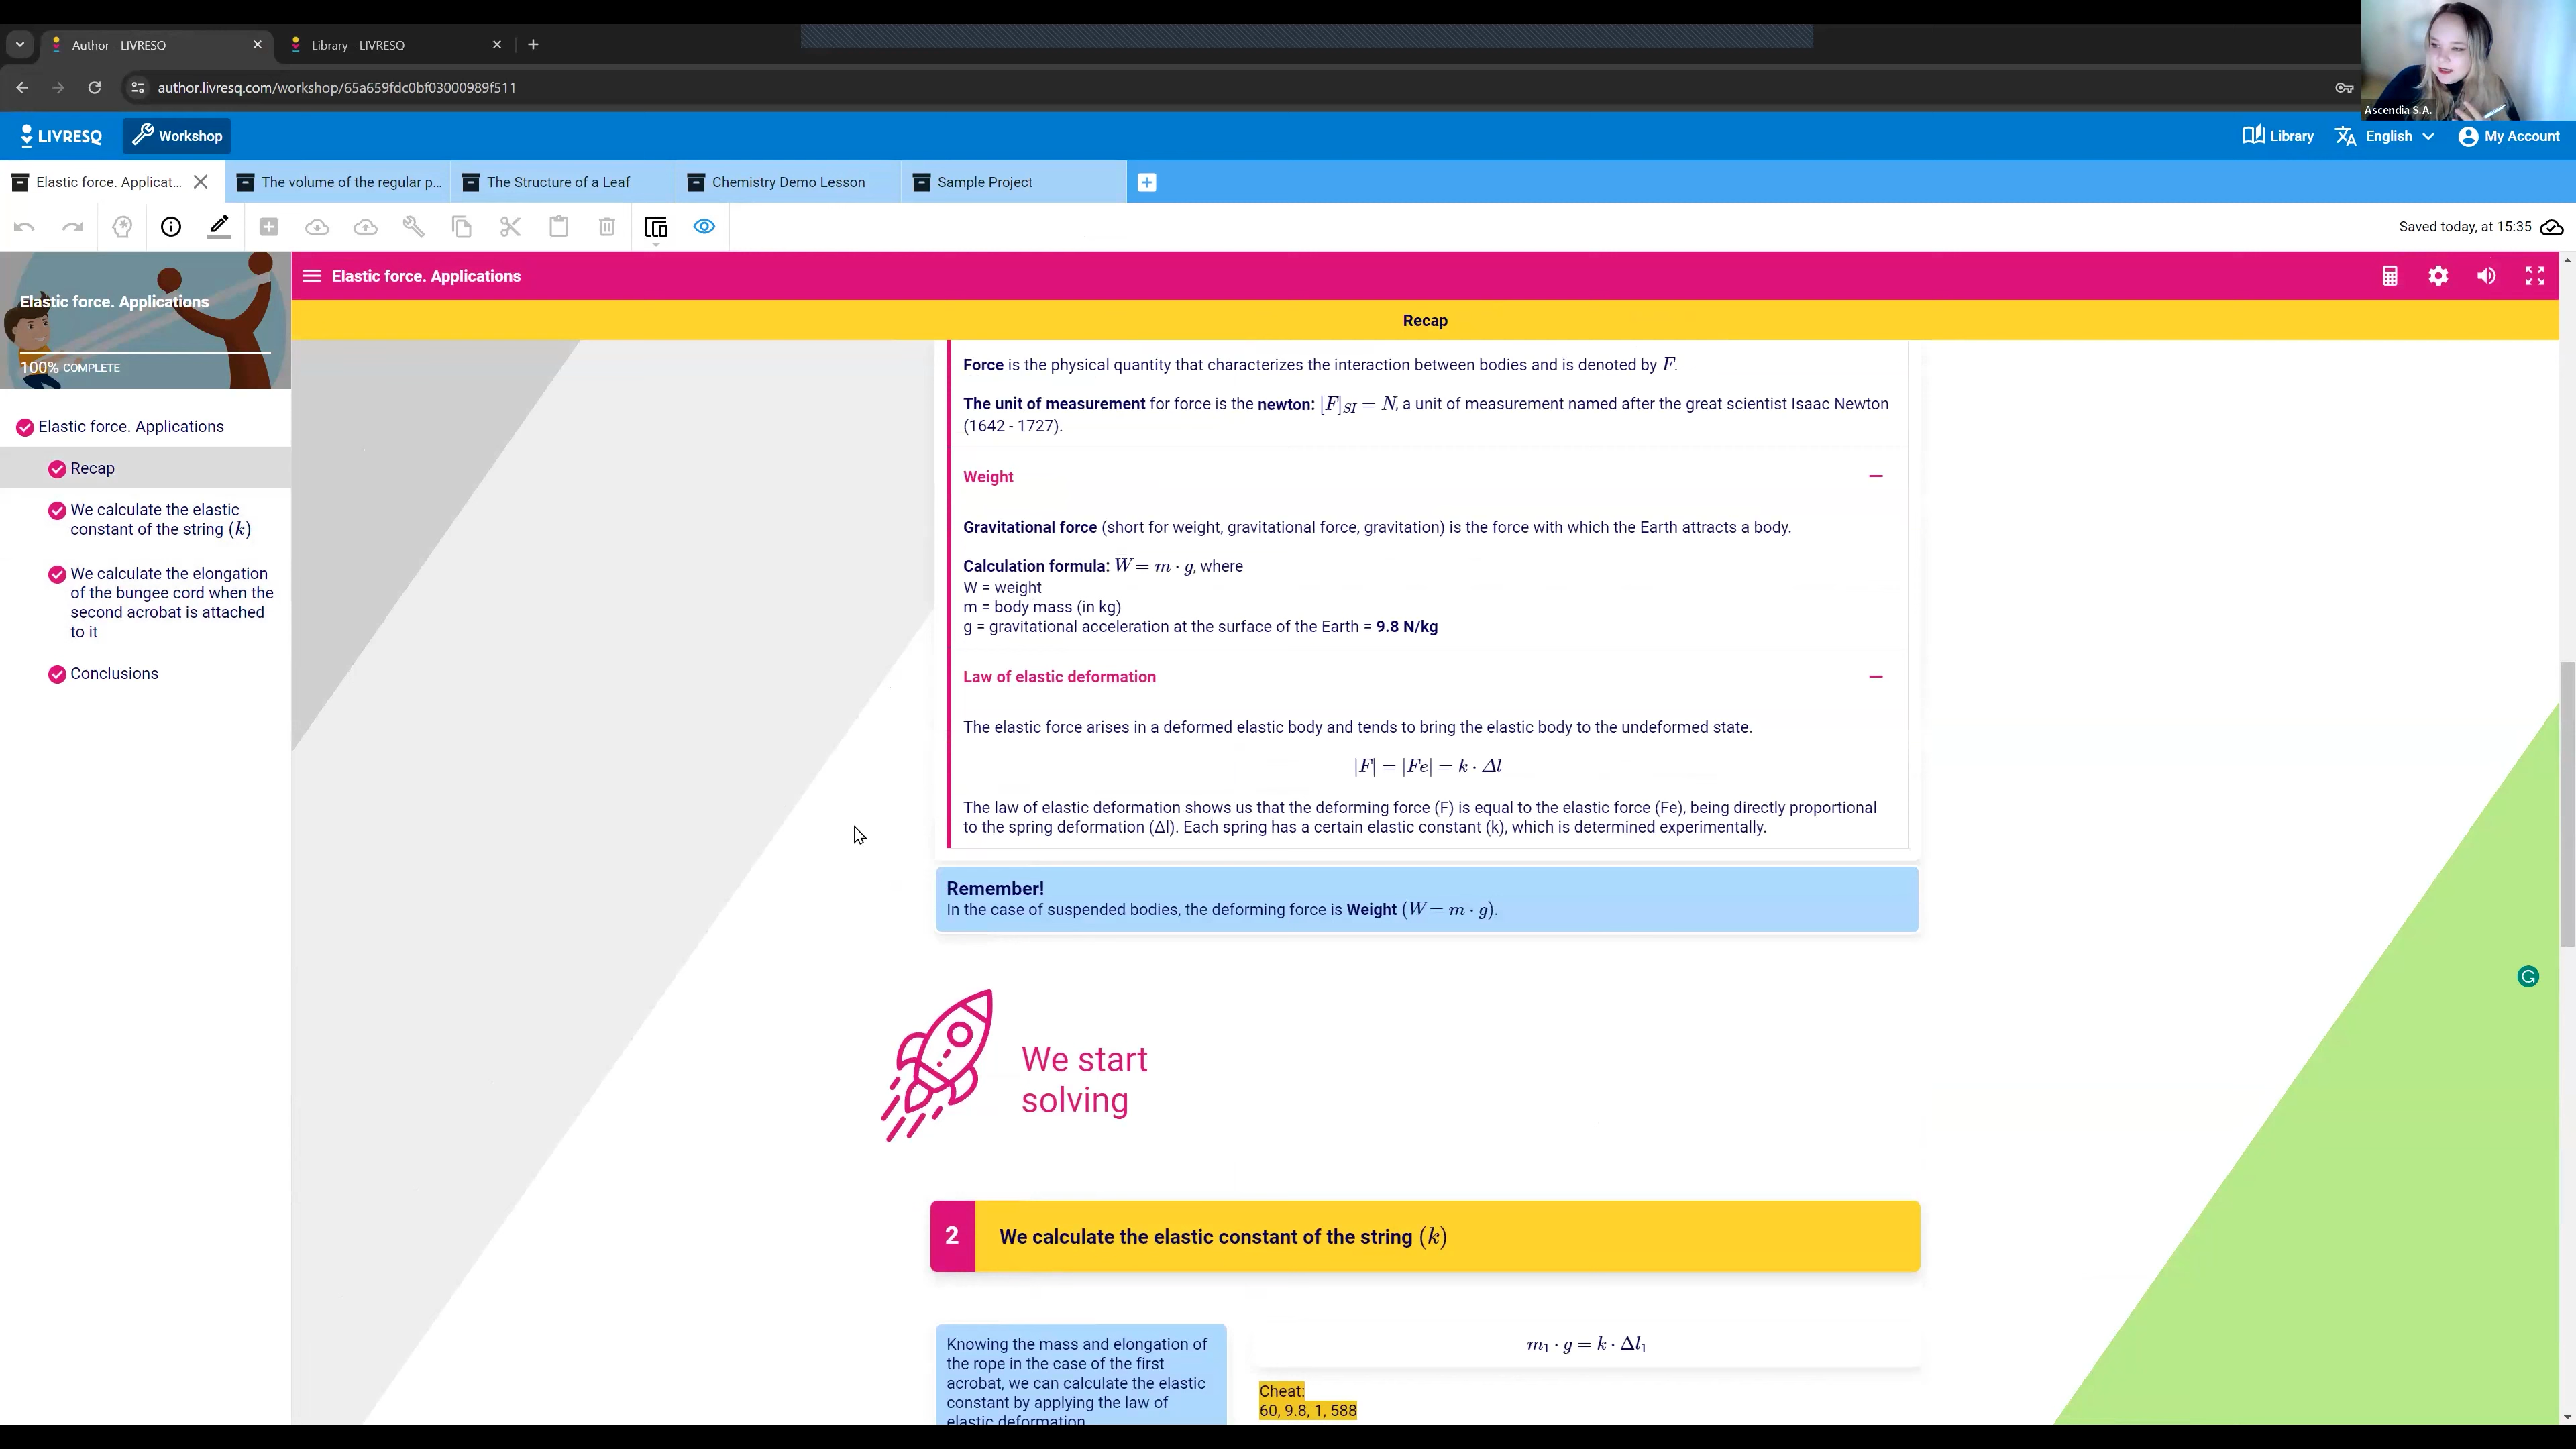 Author - LIVRESQ
Library - LIVRESQ
author.livresq.com/workshop/65a659fdc0bf03000989f511
Ascendia S.A.
LIVRESQ
Workshop
Library
English
My Account
Elastic force. Applicat...
The volume of the regular p...
The Structure of a Leaf
Chemistry Demo Lesson
Sample Project
Saved today, at 15:35
Elastic force. Applications
100% COMPLETE
Elastic force. Applications
Recap
We calculate the elastic
constant of the string (k)
We calculate the elongation
of the bungee cord when the
second acrobat is attached
to it
Conclusions
Elastic force. Applications
Recap
Force is the physical quantity that characterizes the interaction between bodies and is denoted by F.
The unit of measurement for force is the newton: [F]SI = N, a unit of measurement named after the great scientist Isaac Newton
(1642 - 1727).
Weight
Gravitational force (short for weight, gravitational force, gravitation) is the force with which the Earth attracts a body.
Calculation formula: W = m · g, where
W = weight
m = body mass (in kg)
g = gravitational acceleration at the surface of the Earth = 9.8 N/kg
Law of elastic deformation
The elastic force arises in a deformed elastic body and tends to bring the elastic body to the undeformed state.
|F| = |Fe| = k · Δl
The law of elastic deformation shows us that the deforming force (F) is equal to the elastic force (Fe), being directly proportional
to the spring deformation (Δl). Each spring has a certain elastic constant (k), which is determined experimentally.
Remember!
In the case of suspended bodies, the deforming force is Weight (W = m · g).
We start
solving
2
We calculate the elastic constant of the string (k)
Knowing the mass and elongation of
the rope in the case of the first
acrobat, we can calculate the elastic
constant by applying the law of
elastic deformation
m₁ · g = k · Δl₁
Cheat:
60, 9.8, 1, 588